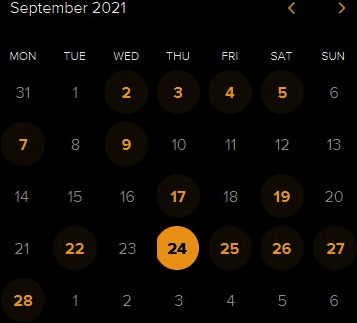 September 2021
MON TUE WED THU FRI SAT SUN
31 1 2 3 4 5 6
7 8 9 10 11 12 13
14 15 16 17 18 19 20
21 22 23 24 25 26 27
28 1 2 3 4 5 6